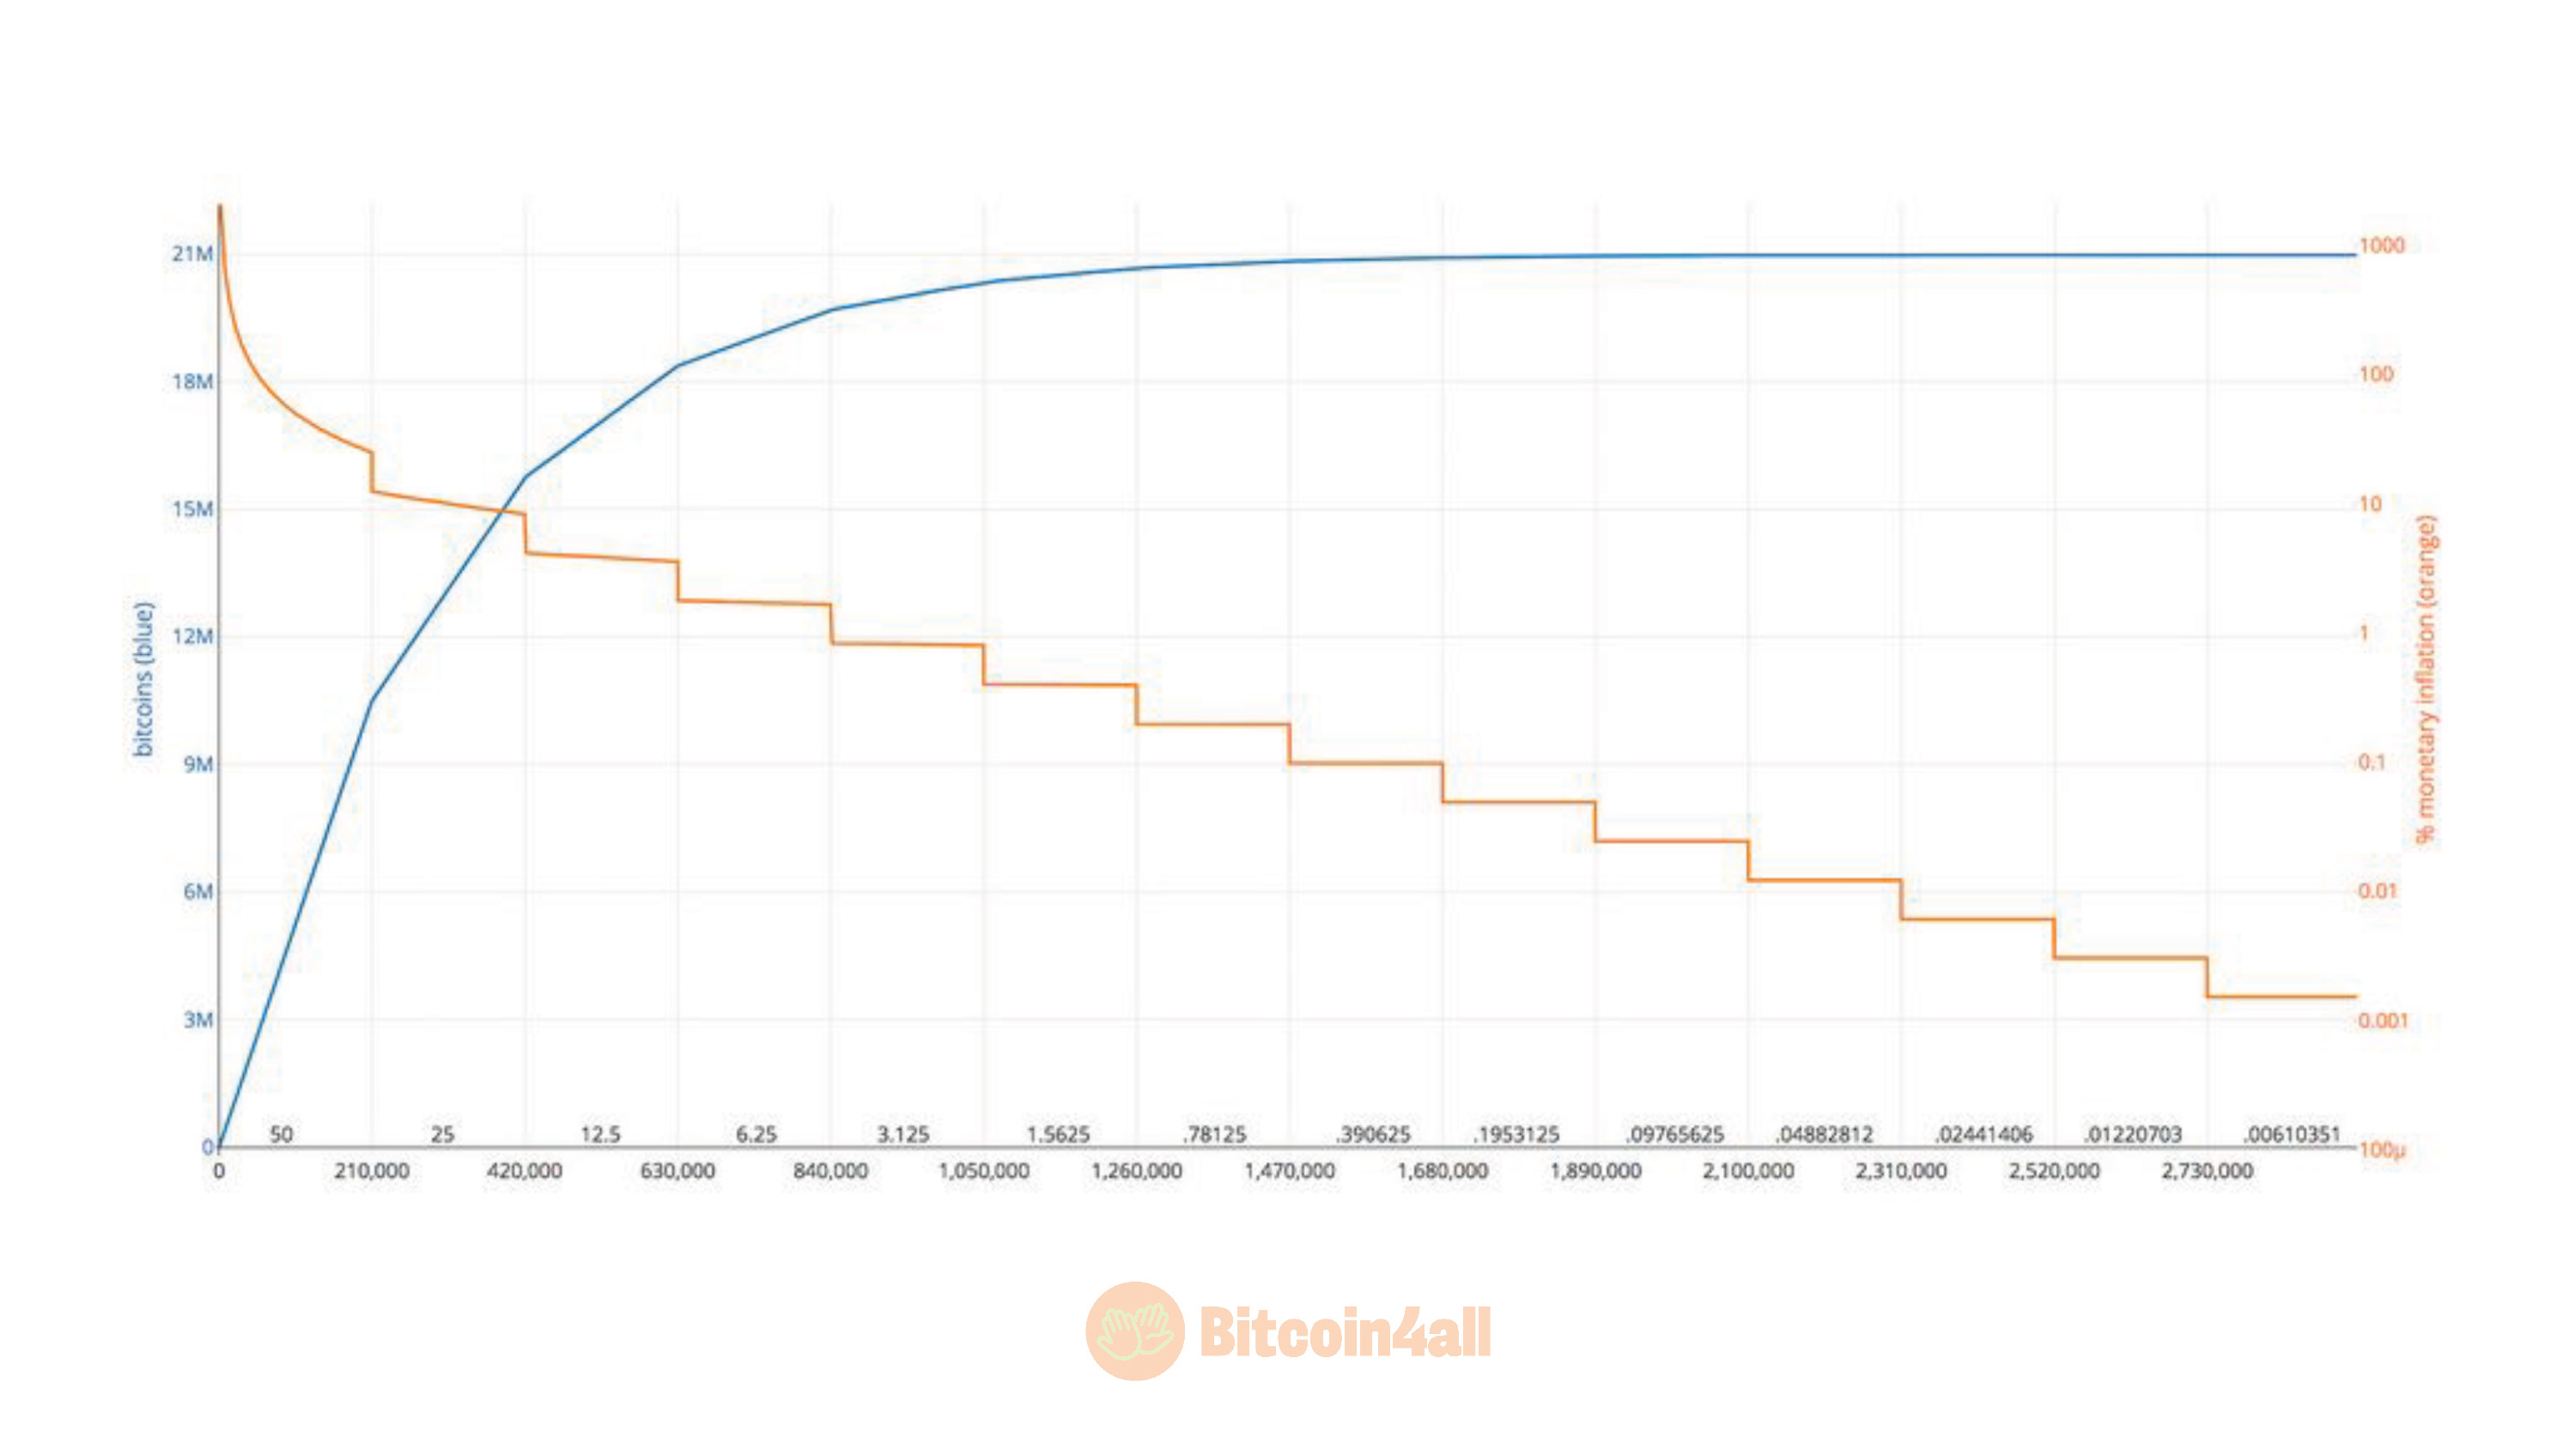 21M
18M
15M
12M
9M
6M
3M
0
bitcoins (blue)
1000
100
10
1
0.1
0.01
0.001
100µ
% monetary inflation (orange)
50 25 12.5 6.25 3.125 1.5625 .78125 .390625 .1953125 .09765625 .04882812 .02441406 .01220703 .00610351
0 210,000 420,000 630,000 840,000 1,050,000 1,260,000 1,470,000 1,680,000 1,890,000 2,100,000 2,310,000 2,520,000 2,730,000
Bitcoin4all